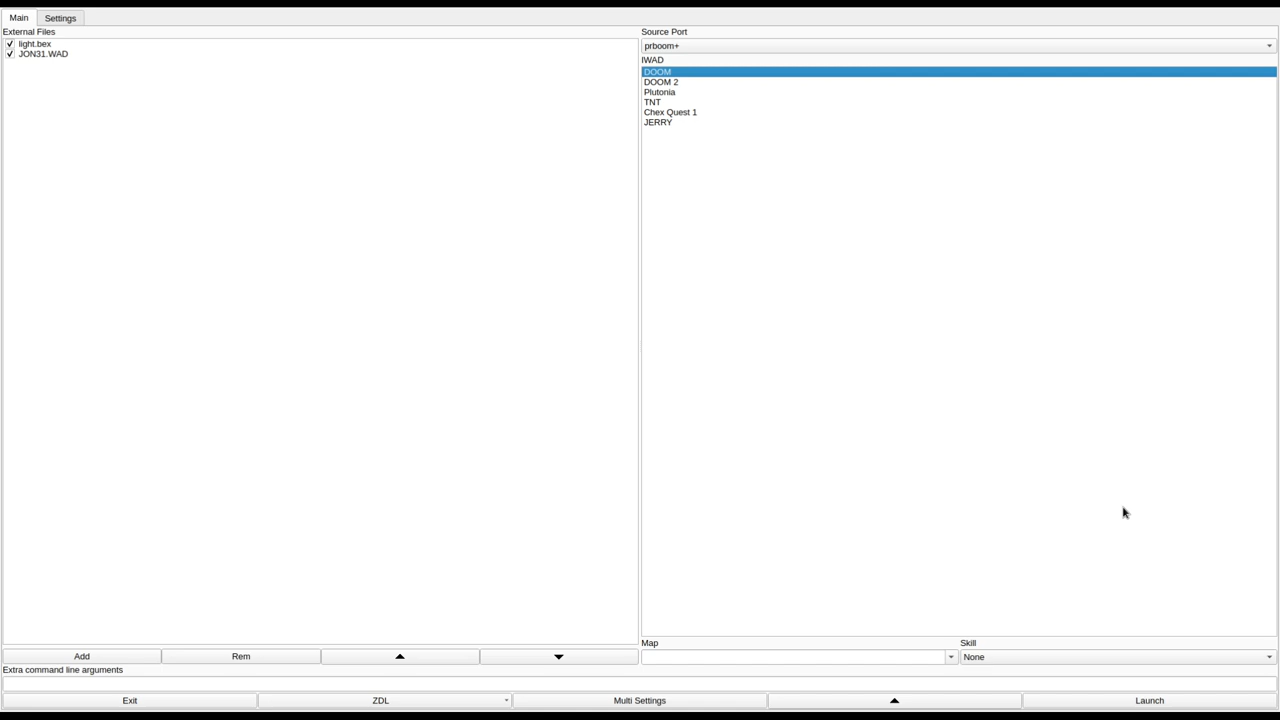 Main Settings
External Files
light.bex
JON31.WAD
Source Port
prboom+
IWAD
DOOM
DOOM 2
Plutonia
TNT
Chex Quest 1
JERRY
Add Rem
Map Skill
None
Extra command line arguments
Exit ZDL Multi Settings Launch